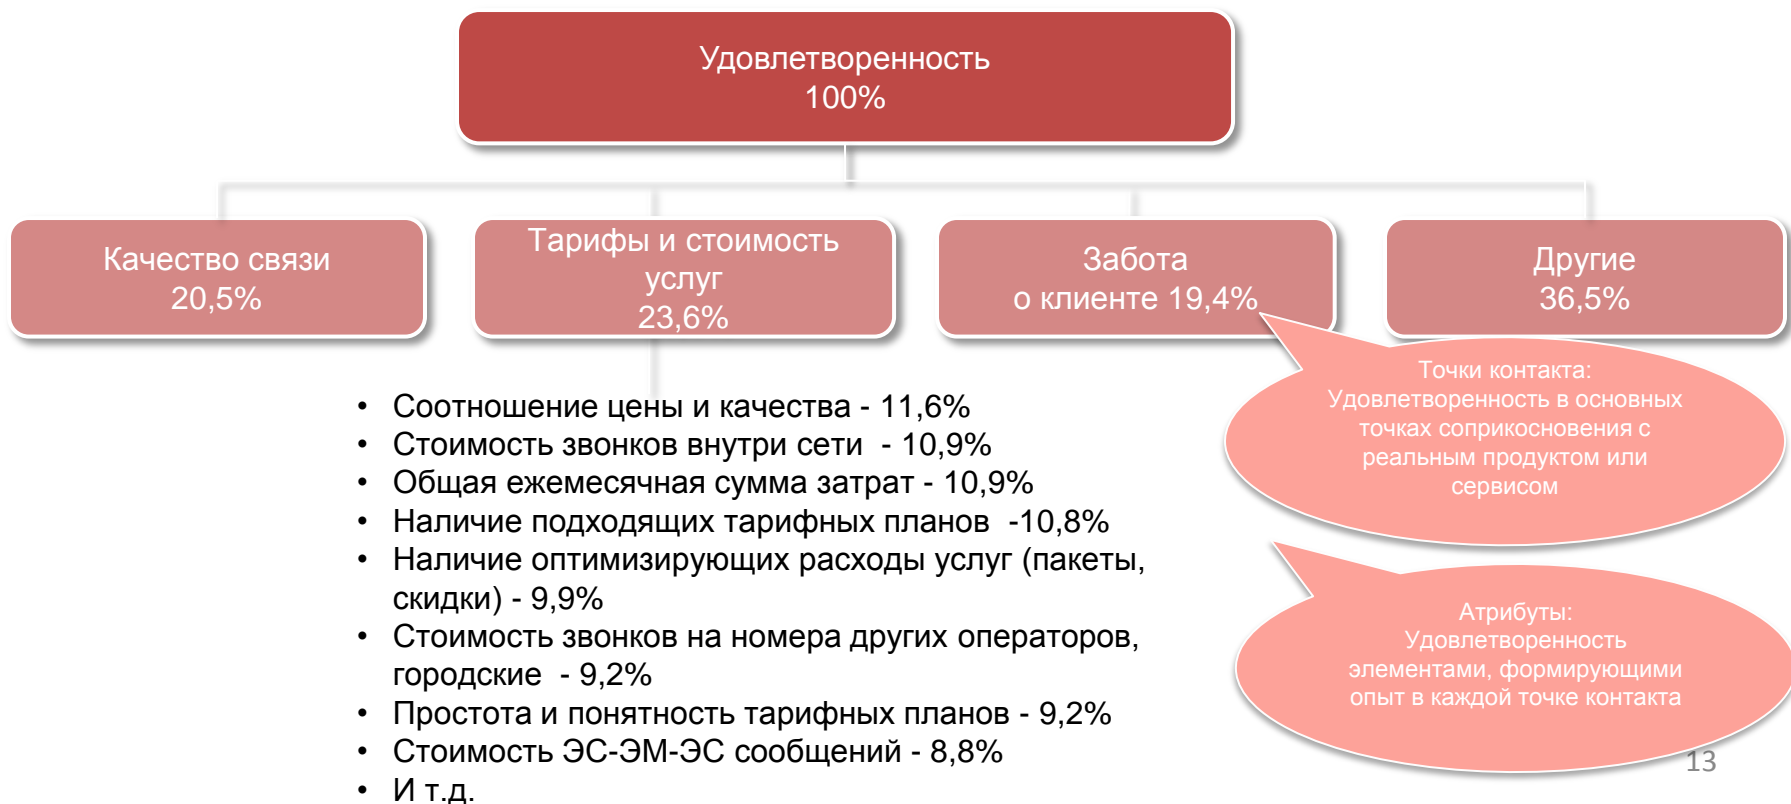 Удовлетворенность
100%
Качество связи
20,5%
Тарифы и стоимость
услуг
23,6%
Забота
о клиенте 19,4%
Другие
36,5%
• Соотношение цены и качества - 11,6%
• Стоимость звонков внутри сети - 10,9%
• Общая ежемесячная сумма затрат - 10,9%
• Наличие подходящих тарифных планов -10,8%
• Наличие оптимизирующих расходы услуг (пакеты,
скидки) - 9,9%
• Стоимость звонков на номера других операторов,
городские - 9,2%
• Простота и понятность тарифных планов - 9,2%
• Стоимость ЭС-ЭМ-ЭС сообщений - 8,8%
• И т.д.
Точки контакта:
Удовлетворенность в основных
точках соприкосновения с
реальным продуктом или
сервисом
Атрибуты:
Удовлетворенность
элементами, формирующими
опыт в каждой точке контакта
13